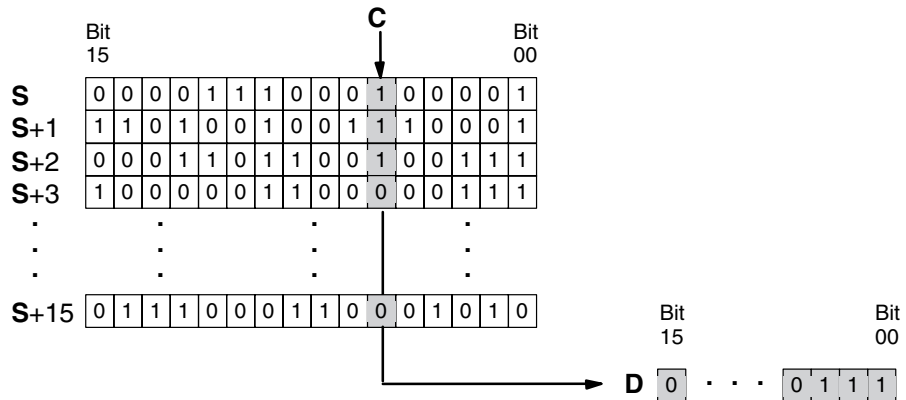 C
Bit Bit
15 00
S 0 0 0 0 1 1 1 0 0 0 1 0 0 0 0 1
S+1 1 1 0 1 0 0 1 0 0 1 1 1 0 0 0 1
S+2 0 0 0 1 1 0 1 1 0 0 1 0 0 1 1 1
S+3 1 0 0 0 0 0 1 1 0 0 0 0 0 1 1 1
. . . .
. . . .
. . . .
S+15 0 1 1 1 0 0 0 1 1 0 0 0 1 0 1 0
Bit Bit
15 00
D 0 · · · 0 1 1 1